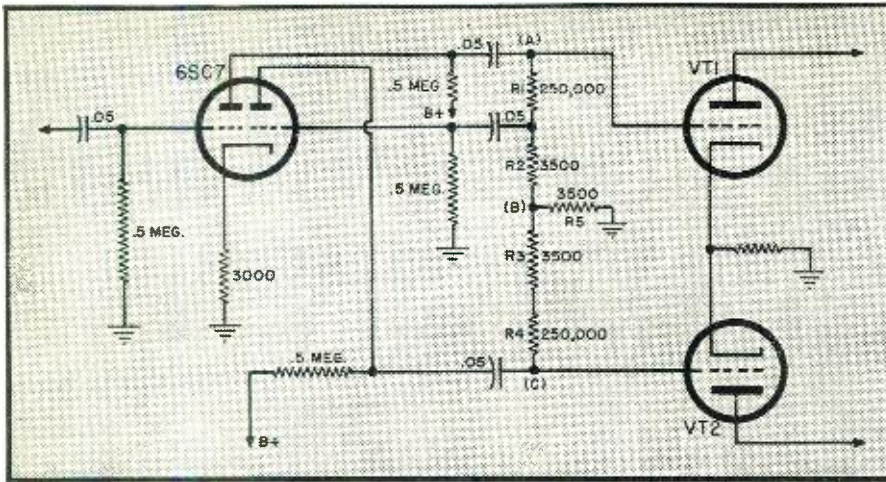 6SC7
.05
.5 MEG.
3000
.5 MEG.
B+
.05
(A)
.5 MEG.
B+
R1 250,000
.05
R2 3500
.5 MEG.
(B)
3500
R5
R3 3500
R4 250,000
.05
(C)
VT1
VT2